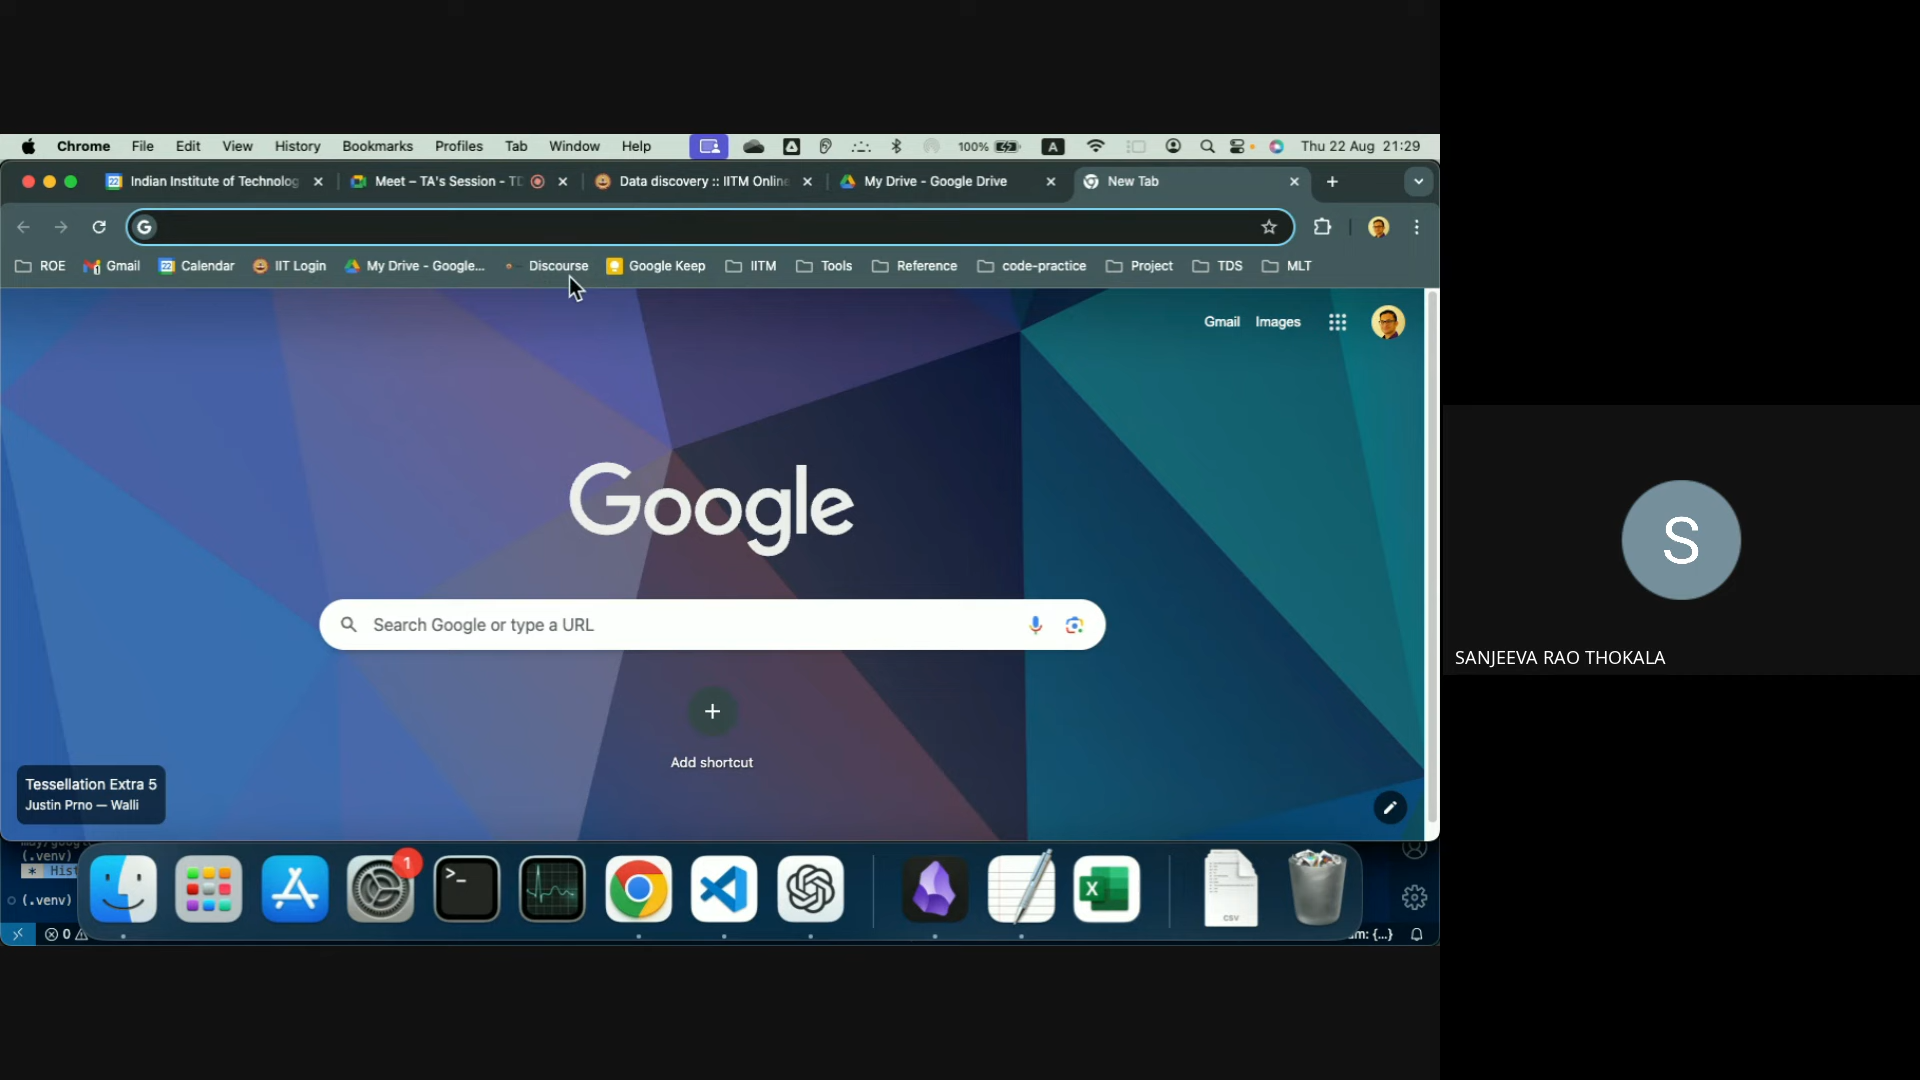 Chrome File Edit View History Bookmarks Profiles Tab Window Help 100% A Thu 22 Aug 21:29
22 Indian Institute of Technolog Meet – TA's Session - TD Data discovery :: IITM Online My Drive - Google Drive New Tab
G
ROE Gmail 22 Calendar IIT Login My Drive - Google... Discourse Google Keep IITM Tools Reference code-practice Project TDS MLT
Gmail Images
Google
Search Google or type a URL
Add shortcut
Tessellation Extra 5
Justin Prno — Walli
(.venv)
* Hist
(.venv)
1
CSV
0
S
SANJEEVA RAO THOKALA